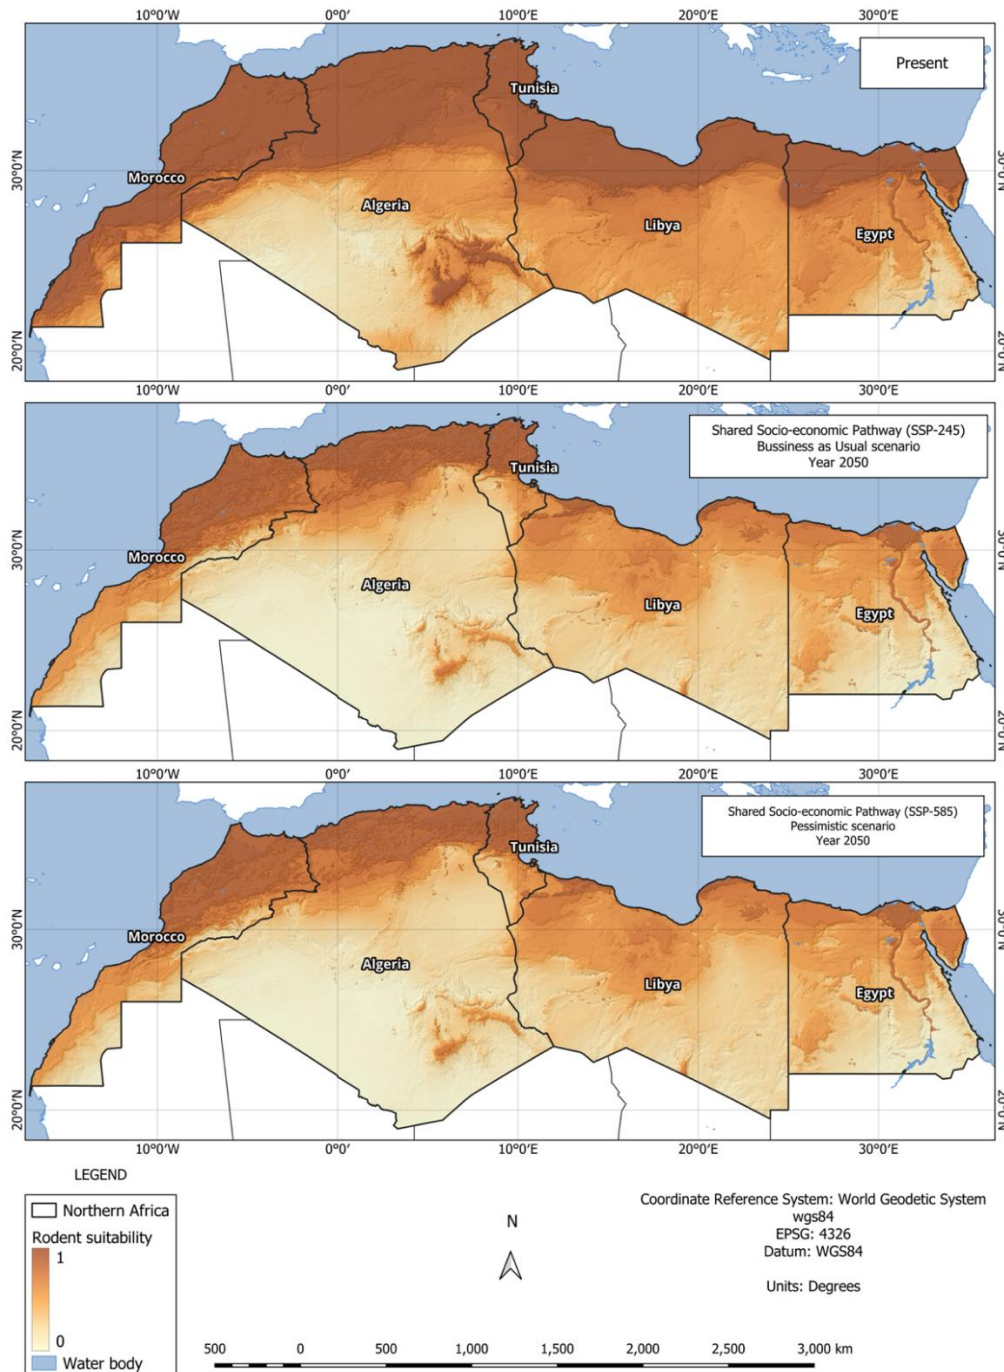 10°0'W 0°0' 10°0'E 20°0'E 30°0'E
Present
Tunisia
30°0'N
Morocco
Algeria
Libya
Egypt
20°0'N
10°0'W 0°0' 10°0'E 20°0'E 30°0'E
Shared Socio-economic Pathway (SSP-245)
Bussiness as Usual scenario
Year 2050
Tunisia
30°0'N
Morocco
Algeria
Libya
Egypt
20°0'N
10°0'W 0°0' 10°0'E 20°0'E 30°0'E
Shared Socio-economic Pathway (SSP-585)
Pessimistic scenario
Year 2050
Tunisia
30°0'N
Morocco
Algeria
Libya
Egypt
20°0'N
10°0'W 0°0' 10°0'E 20°0'E 30°0'E
LEGEND
Northern Africa
Rodent suitability
1
0
Water body
N
Coordinate Reference System: World Geodetic System
wgs84
EPSG: 4326
Datum: WGS84
Units: Degrees
500 0 500 1,000 1,500 2,000 2,500 3,000 km